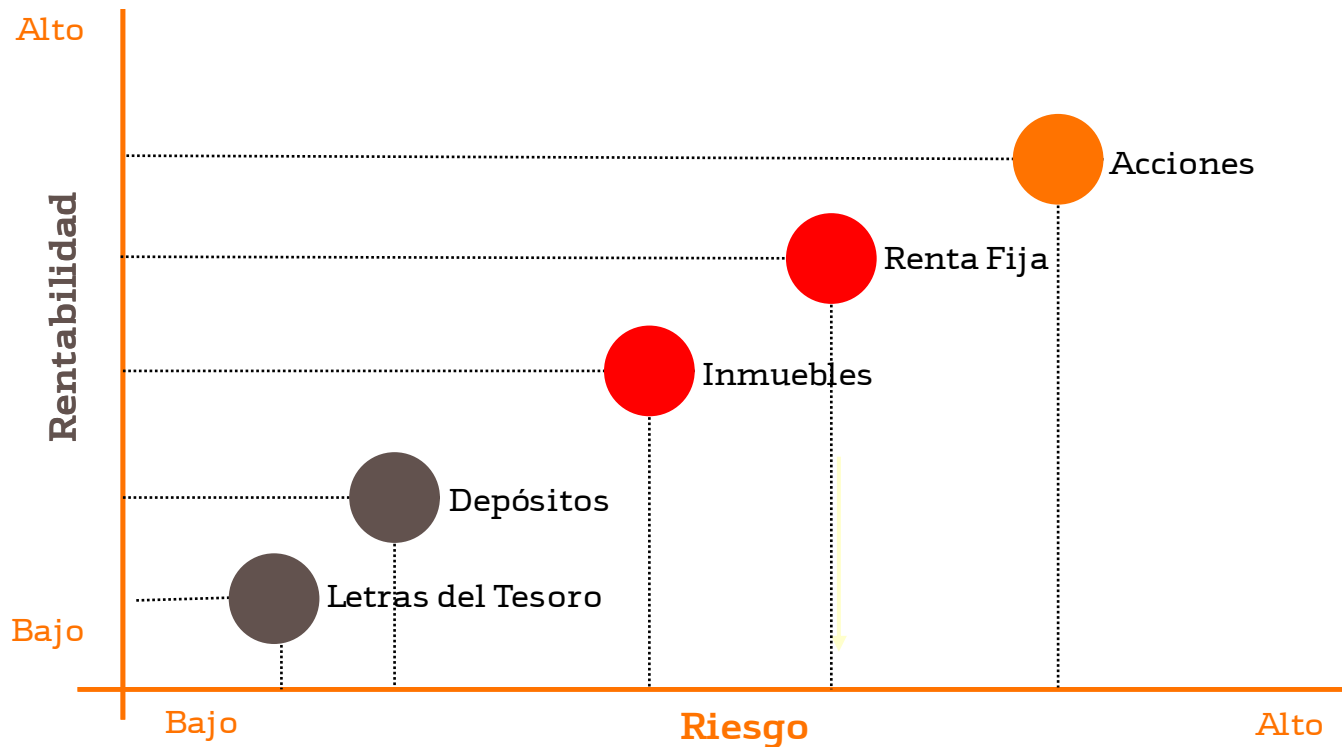 Alto
Acciones
Rentabilidad
Renta Fija
Inmuebles
Depósitos
Letras del Tesoro
Bajo
Bajo
Riesgo
Alto